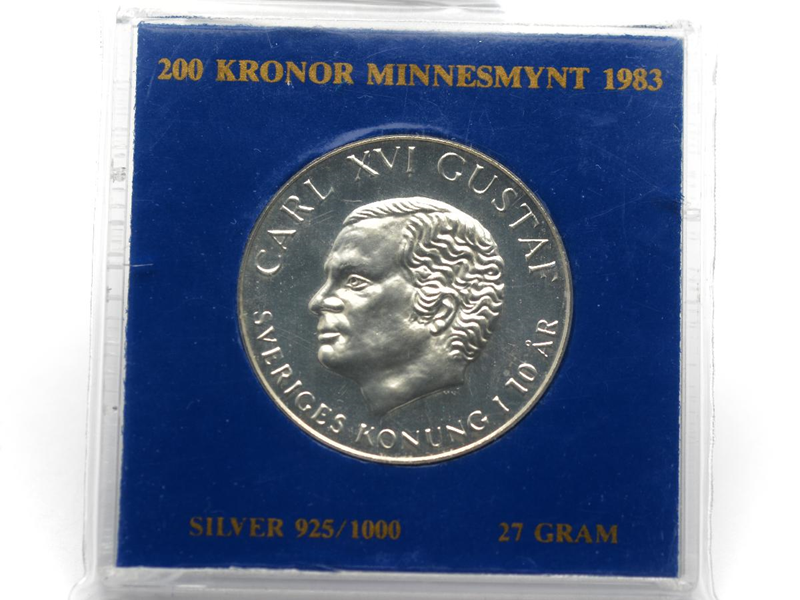 200 KRONOR MINNESMYNT 1983
CARL XVI GUSTAF
SVERIGES KONUNG I 10 ÅR
SILVER 925/1000 27 GRAM